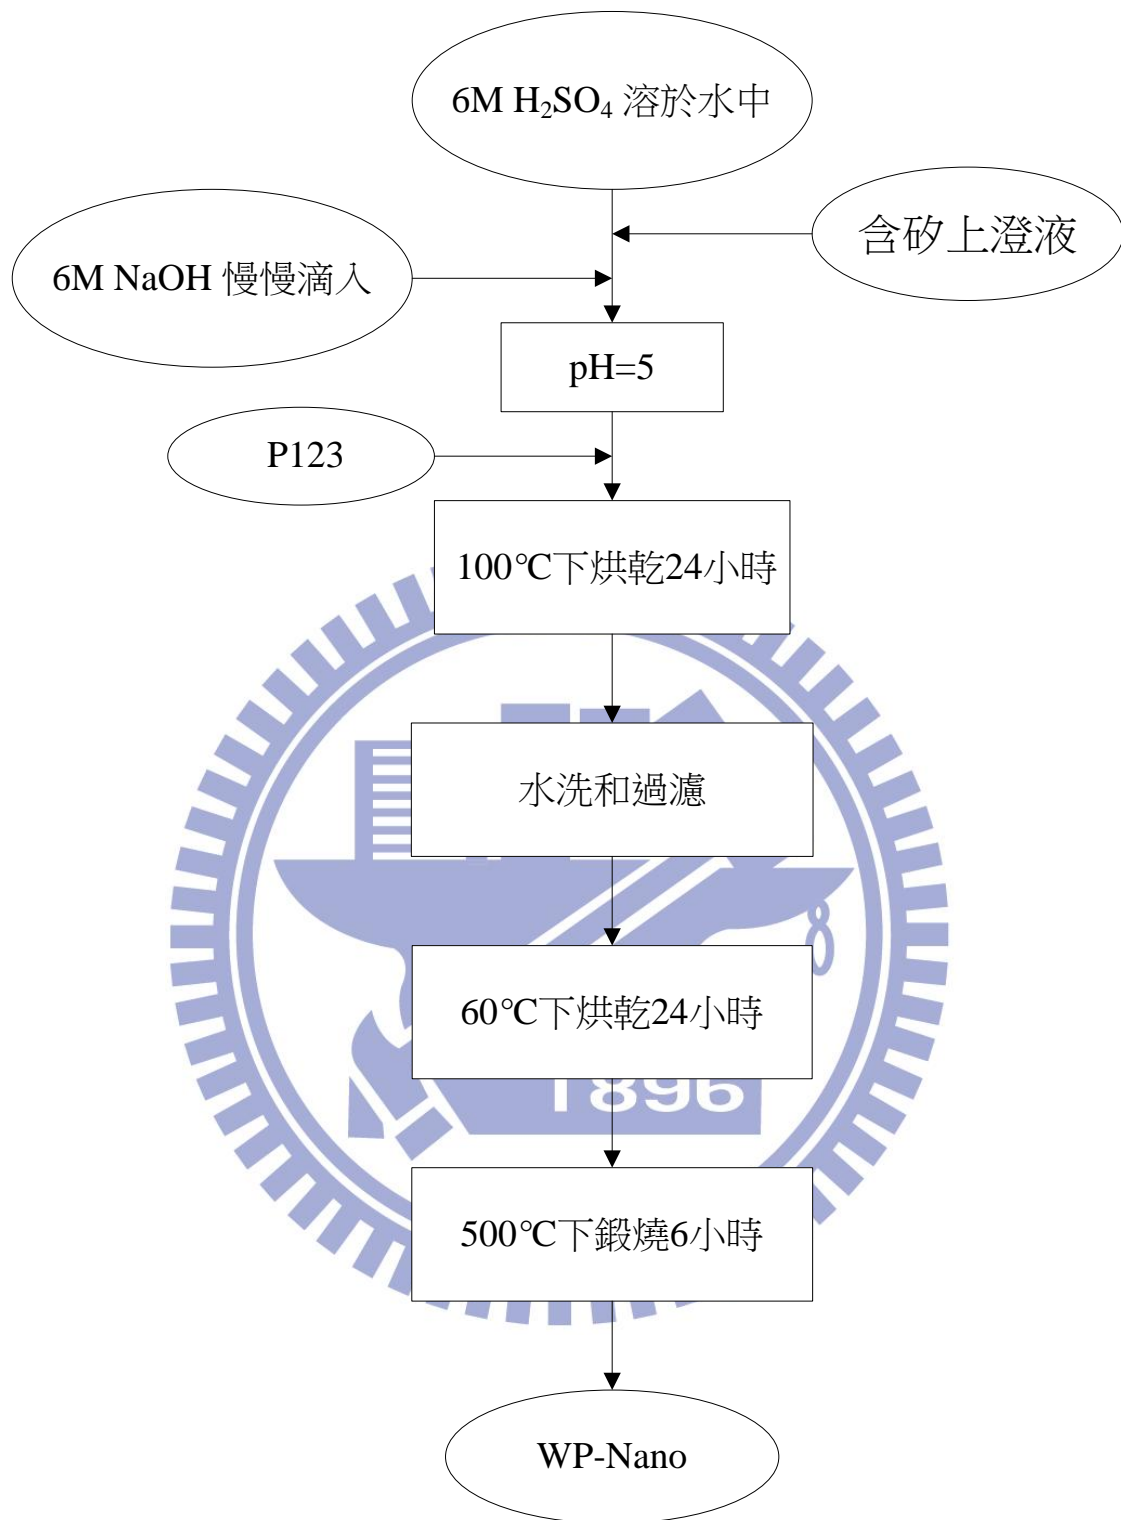 6M H₂SO₄ 溶於水中
含矽上澄液
6M NaOH 慢慢滴入
pH=5
P123
100℃下烘乾24小時
水洗和過濾
60℃下烘乾24小時
1896
500℃下鍛燒6小時
WP-Nano